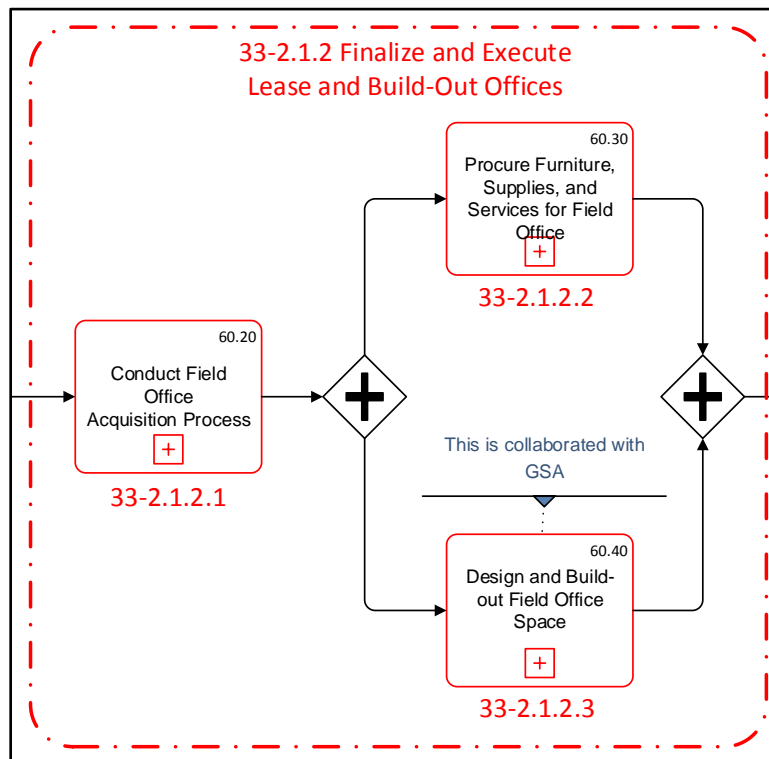 33-2.1.2 Finalize and Execute
Lease and Build-Out Offices
60.30
Procure Furniture,
Supplies, and
Services for Field
Office
33-2.1.2.2
60.20
Conduct Field
Office
Acquisition Process
33-2.1.2.1
This is collaborated with
GSA
60.40
Design and Build-
out Field Office
Space
33-2.1.2.3